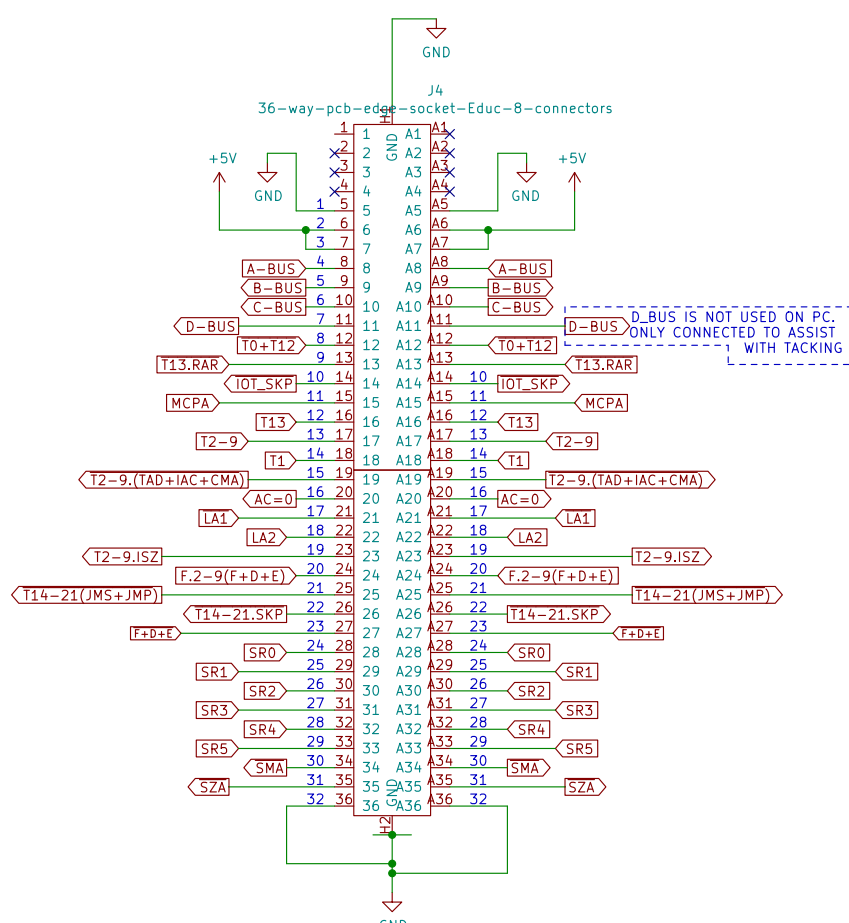 GND
J4
36-way-pcb-edge-socket-Educ-8-connectors
H1
1 1 GND A1 A1
2 2 A2 A2
+5V 3 3 A3 A3 +5V
GND 4 4 A4 A4 GND
1 5 5 A5 A5
2 6 6 A6 A6
3 7 7 A7 A7
A-BUS 4 8 8 A8 A8 A-BUS
B-BUS 5 9 9 A9 A9 B-BUS
C-BUS 6 10 10 A10 A10 C-BUS
D_BUS IS NOT USED ON PC.
D-BUS 7 11 11 A11 A11 D-BUS
ONLY CONNECTED TO ASSIST
T0+T12 8 12 12 A12 A12 T0+T12
WITH TACKING
T13.RAR 9 13 13 A13 A13 T13.RAR
IOT_SKP 10 14 14 A14 A14 10 IOT_SKP
MCPA 11 15 15 A15 A15 11 MCPA
T13 12 16 16 A16 A16 12 T13
T2-9 13 17 17 A17 A17 13 T2-9
T1 14 18 18 A18 A18 14 T1
T2-9.(TAD+IAC+CMA) 15 19 19 A19 A19 15 T2-9.(TAD+IAC+CMA)
AC=0 16 20 20 A20 A20 16 AC=0
LA1 17 21 21 A21 A21 17 LA1
LA2 18 22 22 A22 A22 18 LA2
T2-9.ISZ 19 23 23 A23 A23 19 T2-9.ISZ
F.2-9(F+D+E) 20 24 24 A24 A24 20 F.2-9(F+D+E)
T14-21(JMS+JMP) 21 25 25 A25 A25 21 T14-21(JMS+JMP)
T14-21.SKP 22 26 26 A26 A26 22 T14-21.SKP
F+D+E 23 27 27 A27 A27 23 F+D+E
SR0 24 28 28 A28 A28 24 SR0
SR1 25 29 29 A29 A29 25 SR1
SR2 26 30 30 A30 A30 26 SR2
SR3 27 31 31 A31 A31 27 SR3
SR4 28 32 32 A32 A32 28 SR4
SR5 29 33 33 A33 A33 29 SR5
SMA 30 34 34 A34 A34 30 SMA
SZA 31 35 35 GND A35 A35 31 SZA
32 36 36 A36 A36 32
H2
GND